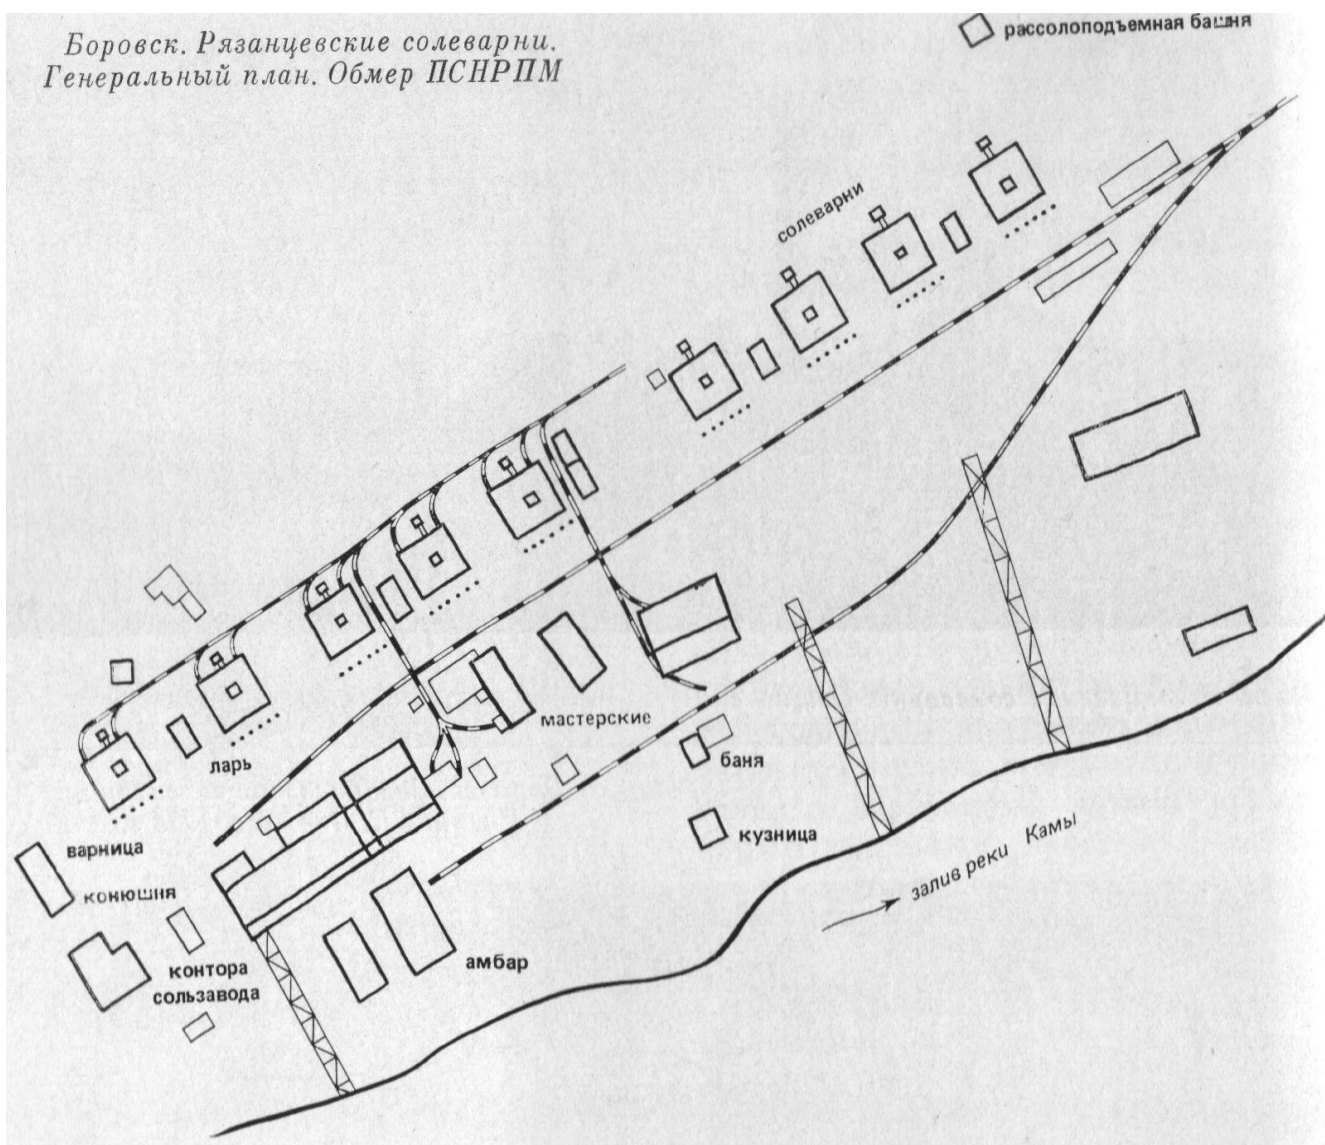 Боровск. Рязанцевские солеварни.
Генеральный план. Обмер ПСНРПМ
рассолоподъемная башня
солеварни
мастерские
ларь
баня
варница
кузница
конюшня
залив реки Камы
амбар
контора
сользавода